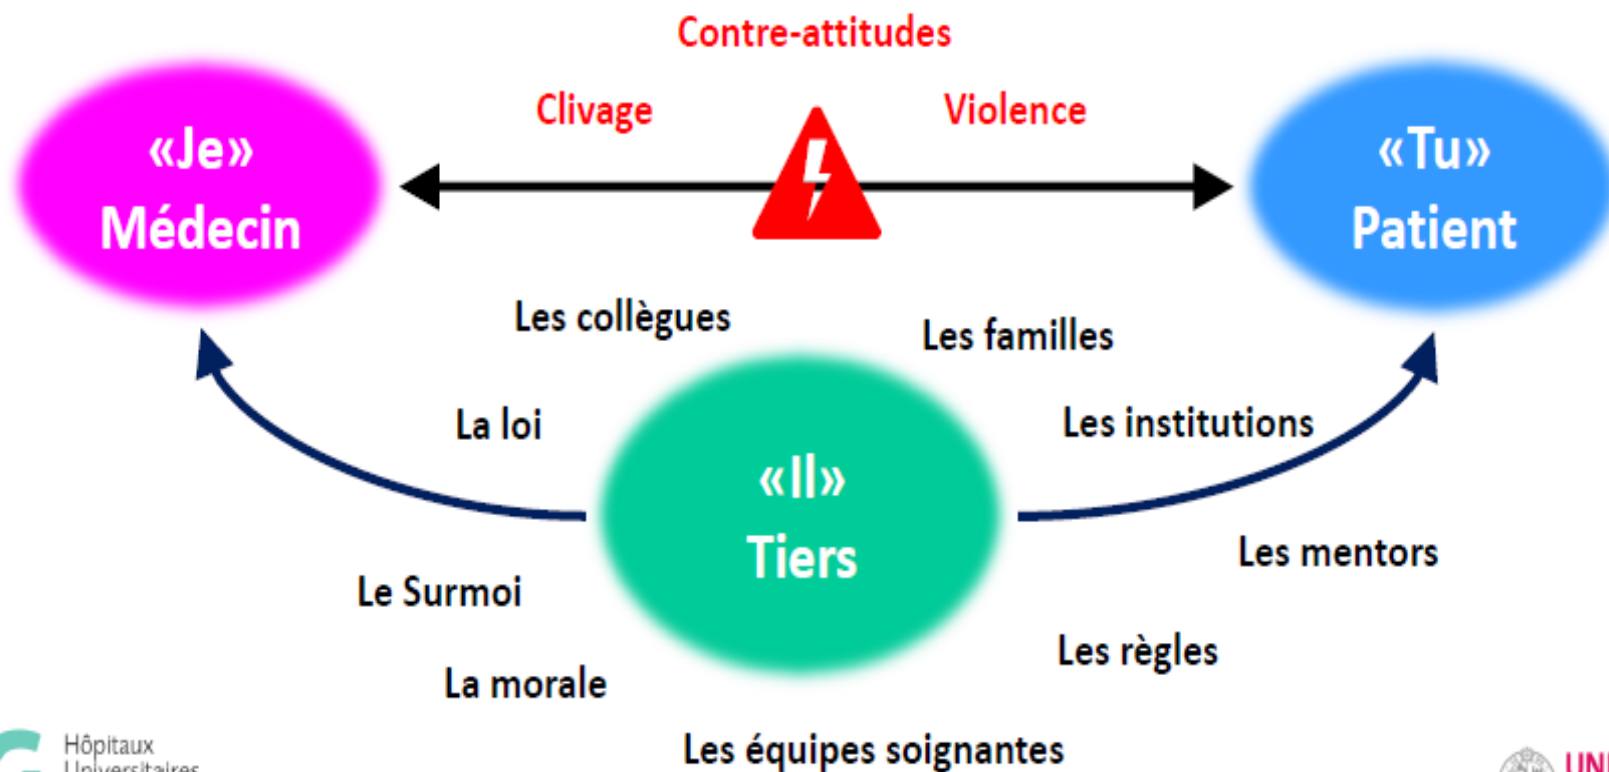 Contre-attitudes
Clivage
Violence
«Je»
Médecin
«Tu»
Patient
Les collègues
Les familles
La loi
Les institutions
«Il»
Tiers
Les mentors
Le Surmoi
Les règles
La morale
Les équipes soignantes
Hôpitaux
Universitaires